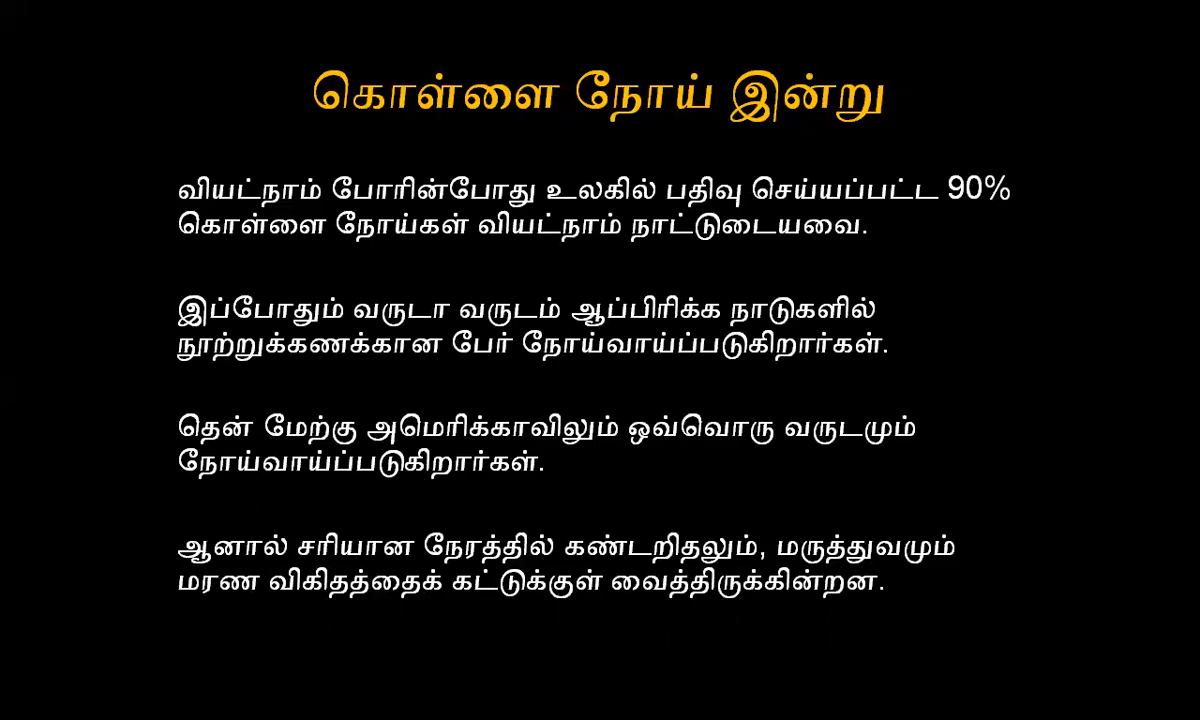 கொள்ளை நோய் இன்று
வியட்நாம் போரின்போது உலகில் பதிவு செய்யப்பட்ட 90%
கொள்ளை நோய்கள் வியட்நாம் நாட்டுடையவை.
இப்போதும் வருடா வருடம் ஆப்பிரிக்க நாடுகளில்
நூற்றுக்கணக்கான பேர் நோய்வாய்ப்படுகிறார்கள்.
தென் மேற்கு அமெரிக்காவிலும் ஒவ்வொரு வருடமும்
நோய்வாய்ப்படுகிறார்கள்.
ஆனால் சரியான நேரத்தில் கண்டறிதலும், மருத்துவமும்
மரண விகிதத்தைக் கட்டுக்குள் வைத்திருக்கின்றன.